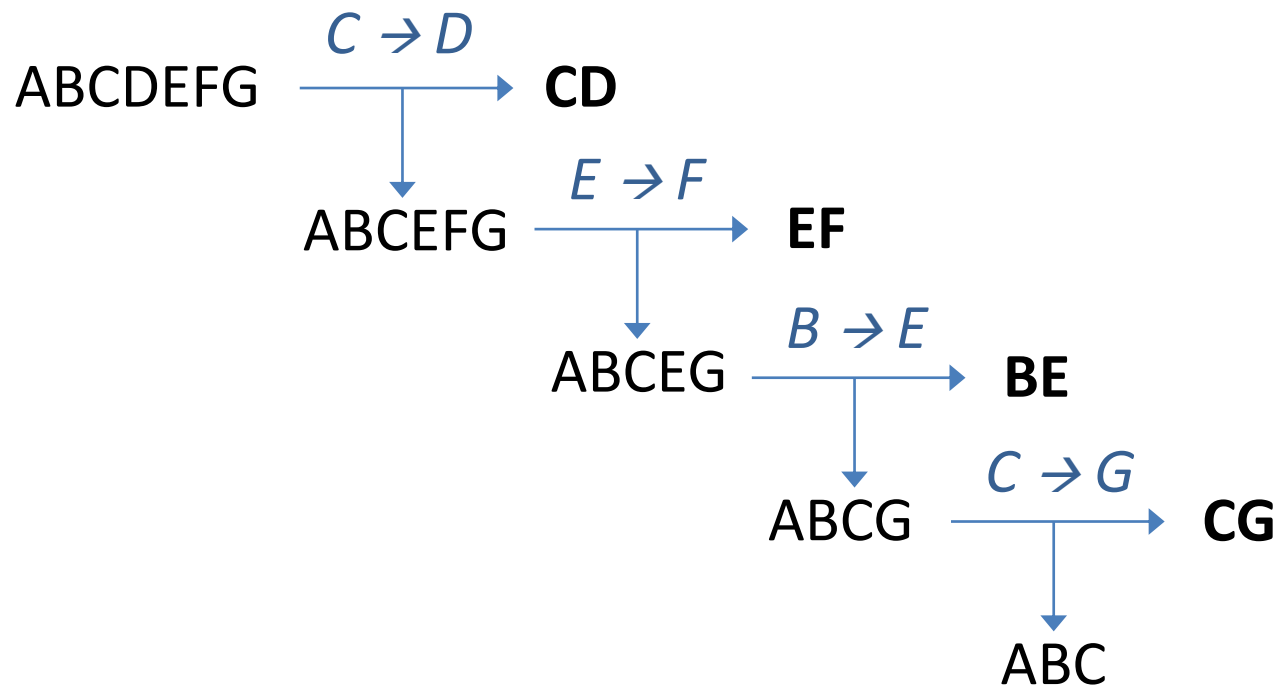 C → D
ABCDEFG CD
E → F
ABCEFG EF
B → E
ABCEG BE
C → G
ABCG CG
ABC